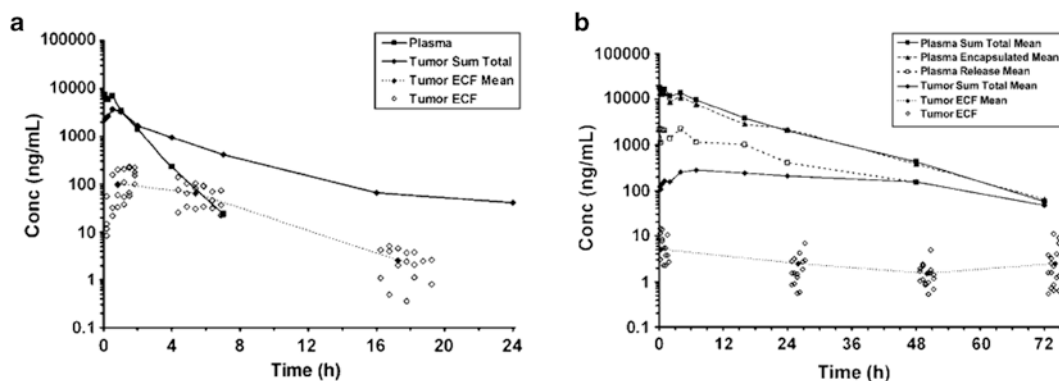 a
100000
10000
1000
100
10
1
0.1
Conc (ng/mL)
0 4 8 12 16 20 24
Time (h)
Plasma
Tumor Sum Total
Tumor ECF Mean
Tumor ECF
b
100000
10000
1000
100
10
1
0.1
Conc (ng/mL)
0 12 24 36 48 60 72
Time (h)
Plasma Sum Total Mean
Plasma Encapsulated Mean
Plasma Release Mean
Tumor Sum Total Mean
Tumor ECF Mean
Tumor ECF